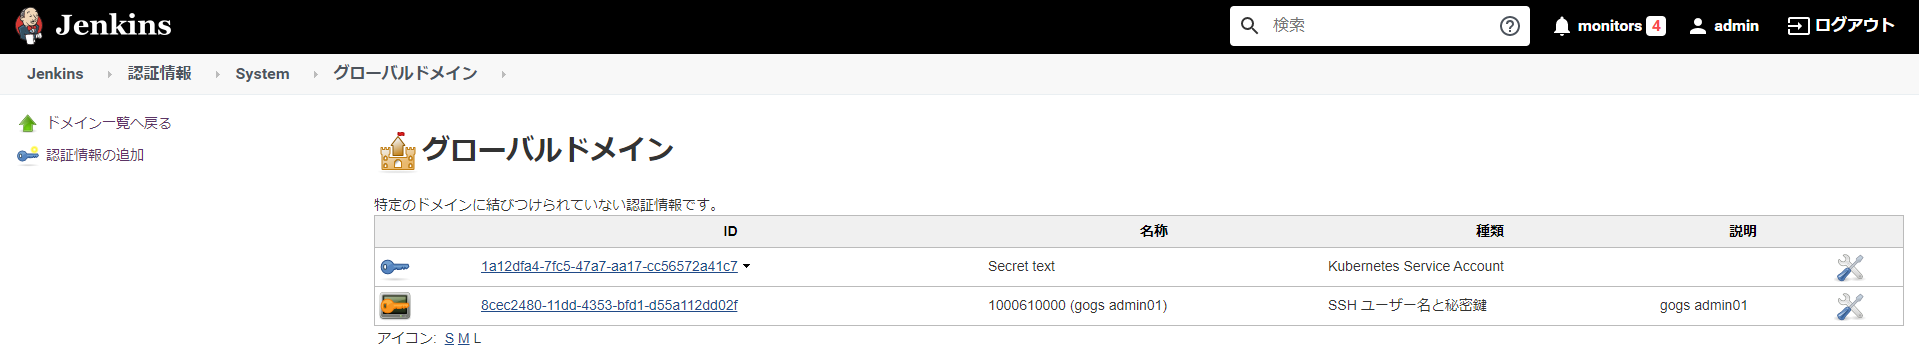 Jenkins
検索
monitors 4
admin
ログアウト
Jenkins 認証情報 System グローバルドメイン
ドメイン一覧へ戻る
認証情報の追加
グローバルドメイン
特定のドメインに結びつけられていない認証情報です。
ID 名称 種類 説明
1a12dfa4-7fc5-47a7-aa17-cc56572a41c7 Secret text Kubernetes Service Account
8cec2480-11dd-4353-bfd1-d55a112dd02f 1000610000 (gogs admin01) SSH ユーザー名と秘密鍵 gogs admin01
アイコン: S M L